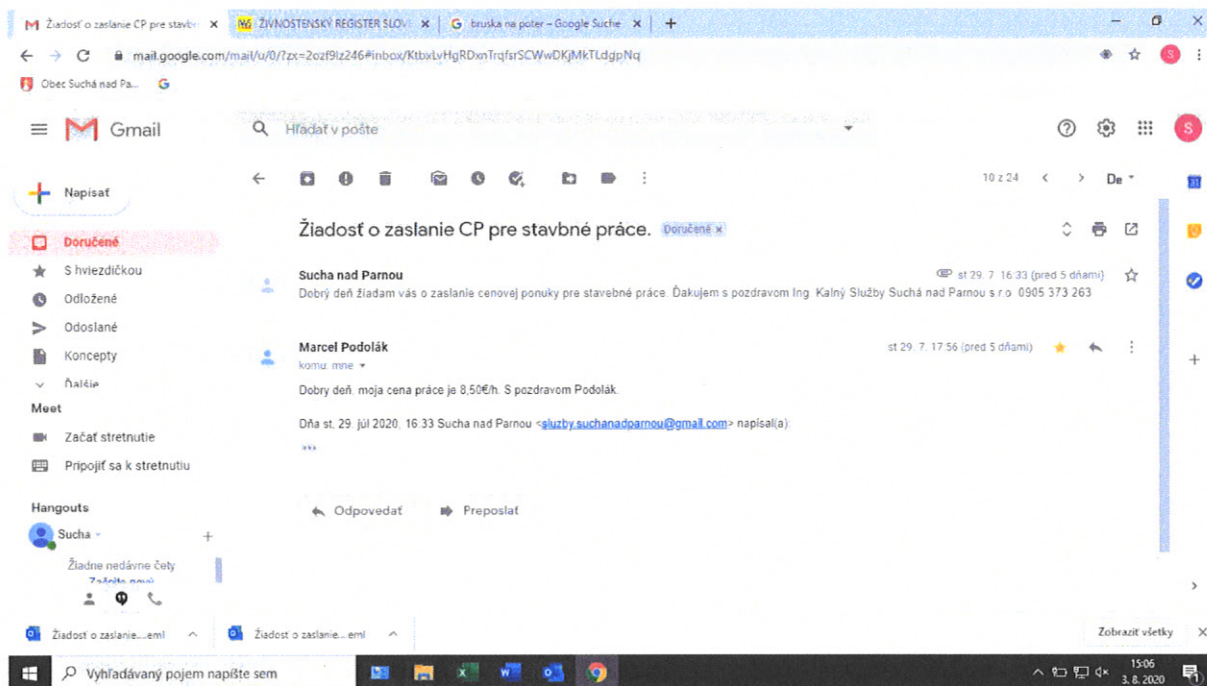 Žiadosť o zaslanie CP pre stavb
ŽIVNOSTENSKÝ REGISTER SLOV
bruska na poter – Google Suche
mail.google.com/mail/u/0/?zx=2ozf9lz246#inbox/KtbxLvHgRDxnTrqfsrSCWwDKjMkTLdgpNq
S
Obec Suchá nad Pa...
Gmail
Hľadať v pošte
S
Napísať
10 z 24
De
31
Žiadosť o zaslanie CP pre stavbné práce. Doručené x
Doručené
S hviezdičkou
Odložené
Odoslané
Koncepty
Ďalšie
Sucha nad Parnou
st 29. 7. 16:33 (pred 5 dňami)
Dobrý deň žiadam vás o zaslanie cenovej ponuky pre stavebné práce. Ďakujem s pozdravom Ing. Kalný Služby Suchá nad Parnou s r.o. 0905 373 263
Marcel Podolák
st 29. 7. 17:56 (pred 5 dňami)
komu: mne
Dobry deň, moja cena práce je 8,50€/h. S pozdravom Podolák.
Dňa st, 29. júl 2020, 16:33 Sucha nad Parnou <sluzby.suchanadparnou@gmail.com> napísal(a):
Meet
Začať stretnutie
Pripojiť sa k stretnutiu
Odpovedať
Preposlať
Hangouts
Sucha
Žiadne nedávne čety
Začnite nový
Žiadosť o zaslanie....eml
Žiadosť o zaslanie....eml
Zobraziť všetky
Vyhľadávaný pojem napíšte sem
15:06
3. 8. 2020
1